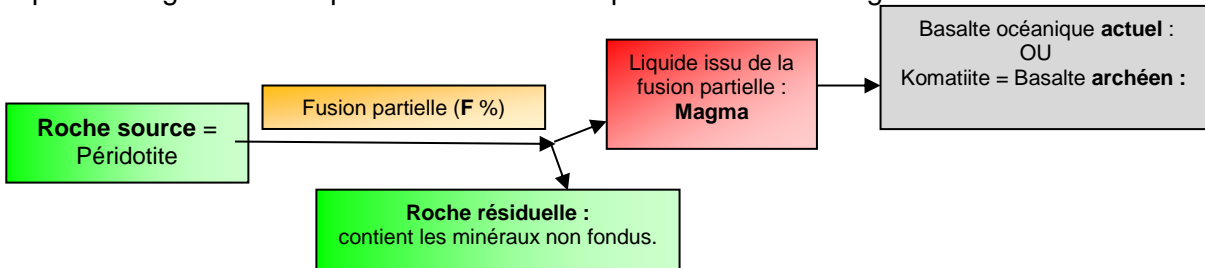 Basalte océanique actuel :
OU
Komatiite = Basalte archéen :
Liquide issu de la
fusion partielle :
Magma
Fusion partielle (F %)
Roche source =
Péridotite
Roche résiduelle :
contient les minéraux non fondus.